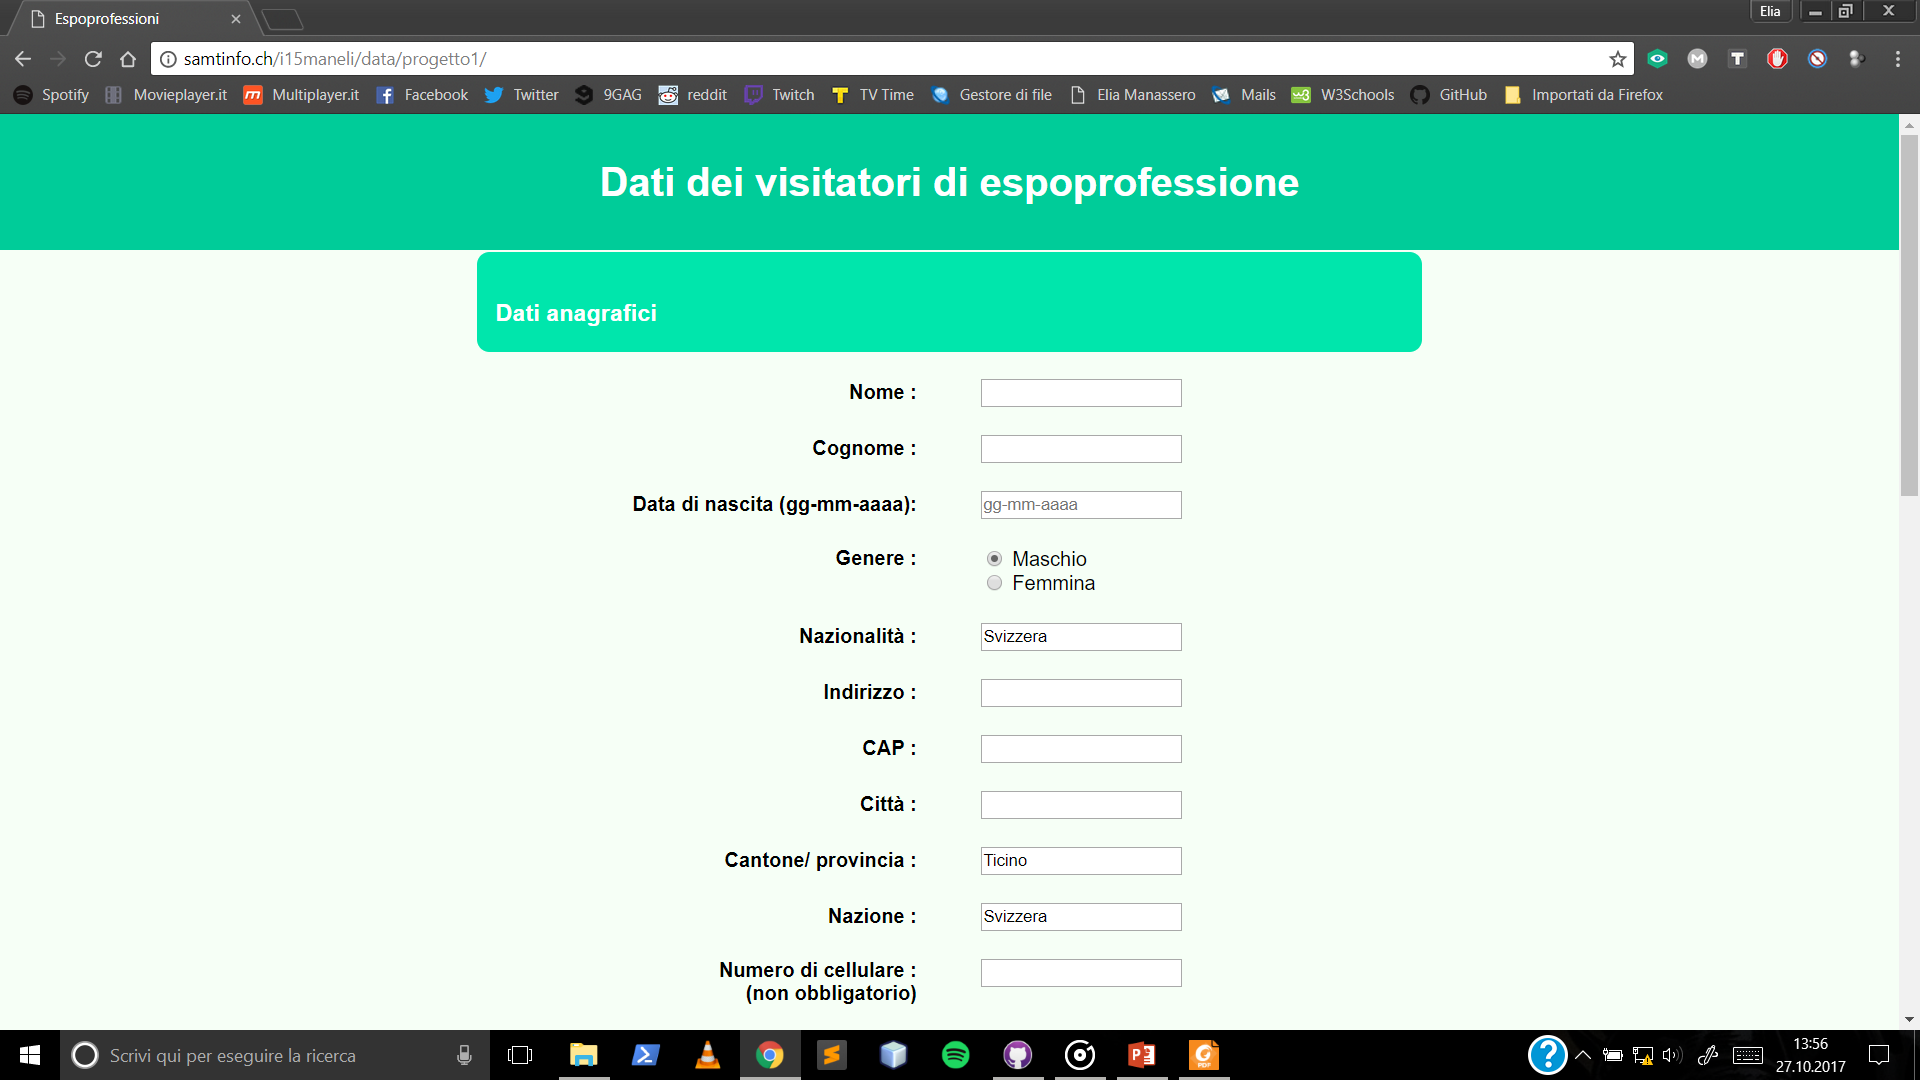 Espoprofessioni
Elia
samtinfo.ch/i15maneli/data/progetto1/
Spotify Movieplayer.it Multiplayer.it Facebook Twitter 9GAG reddit Twitch TV Time Gestore di file Elia Manassero Mails W3Schools GitHub Importati da Firefox
Dati dei visitatori di espoprofessione
Dati anagrafici
Nome :
Cognome :
Data di nascita (gg-mm-aaaa): gg-mm-aaaa
Genere : Maschio
Femmina
Nazionalità : Svizzera
Indirizzo :
CAP :
Città :
Cantone/ provincia : Ticino
Nazione : Svizzera
Numero di cellulare :
(non obbligatorio)
Scrivi qui per eseguire la ricerca
13:56
27.10.2017